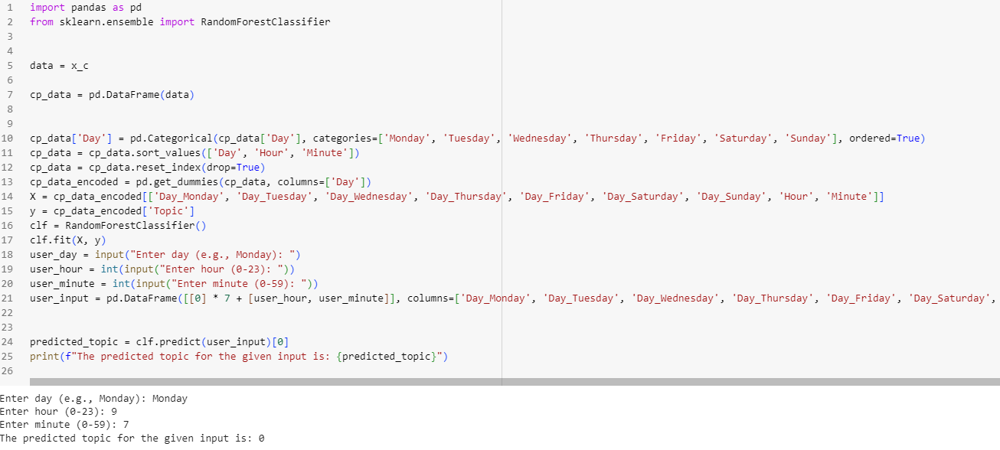 1 import pandas as pd
2 from sklearn.ensemble import RandomForestClassifier
3
4
5 data = x_c
6
7 cp_data = pd.DataFrame(data)
8
9
10 cp_data['Day'] = pd.Categorical(cp_data['Day'], categories=['Monday', 'Tuesday', 'Wednesday', 'Thursday', 'Friday', 'Saturday', 'Sunday'], ordered=True)
11 cp_data = cp_data.sort_values(['Day', 'Hour', 'Minute'])
12 cp_data = cp_data.reset_index(drop=True)
13 cp_data_encoded = pd.get_dummies(cp_data, columns=['Day'])
14 X = cp_data_encoded[['Day_Monday', 'Day_Tuesday', 'Day_Wednesday', 'Day_Thursday', 'Day_Friday', 'Day_Saturday', 'Day_Sunday', 'Hour', 'Minute']]
15 y = cp_data_encoded['Topic']
16 clf = RandomForestClassifier()
17 clf.fit(X, y)
18 user_day = input("Enter day (e.g., Monday): ")
19 user_hour = int(input("Enter hour (0-23): "))
20 user_minute = int(input("Enter minute (0-59): "))
21 user_input = pd.DataFrame([[0] * 7 + [user_hour, user_minute]], columns=['Day_Monday', 'Day_Tuesday', 'Day_Wednesday', 'Day_Thursday', 'Day_Friday', 'Day_Saturday',
22
23
24 predicted_topic = clf.predict(user_input)[0]
25 print(f"The predicted topic for the given input is: {predicted_topic}")
26
Enter day (e.g., Monday): Monday
Enter hour (0-23): 9
Enter minute (0-59): 7
The predicted topic for the given input is: 0